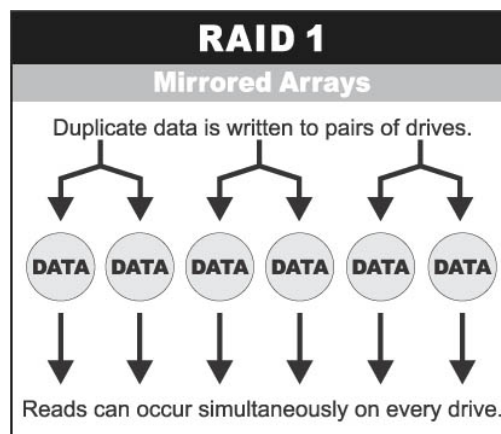 RAID 1
Mirrored Arrays
Duplicate data is written to pairs of drives.
DATA DATA DATA DATA DATA DATA
Reads can occur simultaneously on every drive.